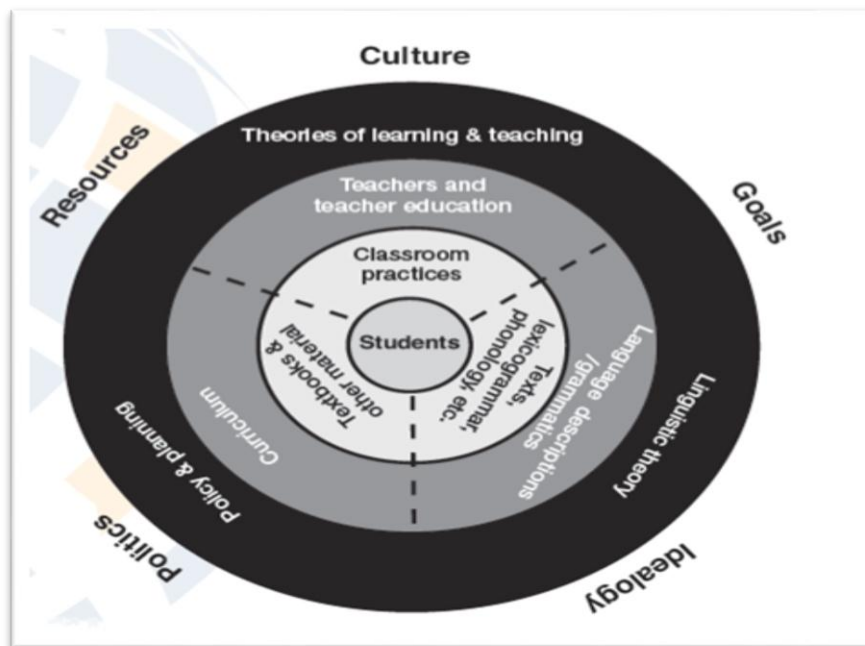 Culture
Resources
Goals
Theories of learning & teaching
Teachers and
teacher education
Classroom
practices
Students
Textbooks &
other material
Texts,
lexicogrammar,
phonology, etc.
Curriculum
Language descriptions
/grammatics
Policy & planning
Linguistic theory
Politics
Idealogy